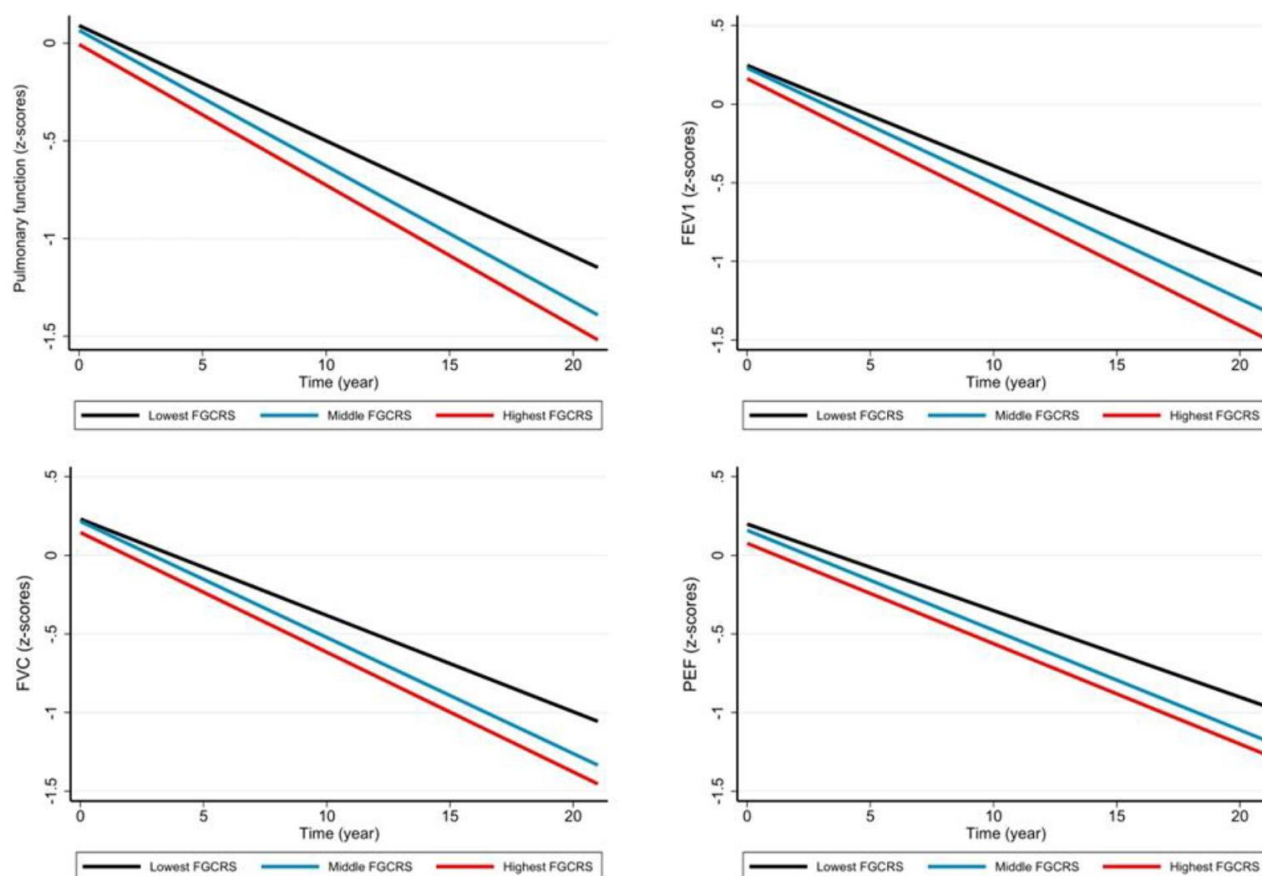 Pulmonary function (z-scores)
0
-.5
-1
-1.5
0 5 10 15 20
Time (year)
Lowest FGCRS Middle FGCRS Highest FGCRS
FEV1 (z-scores)
.5
0
-.5
-1
-1.5
0 5 10 15 20
Time (year)
Lowest FGCRS Middle FGCRS Highest FGCRS
FVC (z-scores)
.5
0
-.5
-1
-1.5
0 5 10 15 20
Time (year)
Lowest FGCRS Middle FGCRS Highest FGCRS
PEF (z-scores)
.5
0
-.5
-1
-1.5
0 5 10 15 20
Time (year)
Lowest FGCRS Middle FGCRS Highest FGCRS